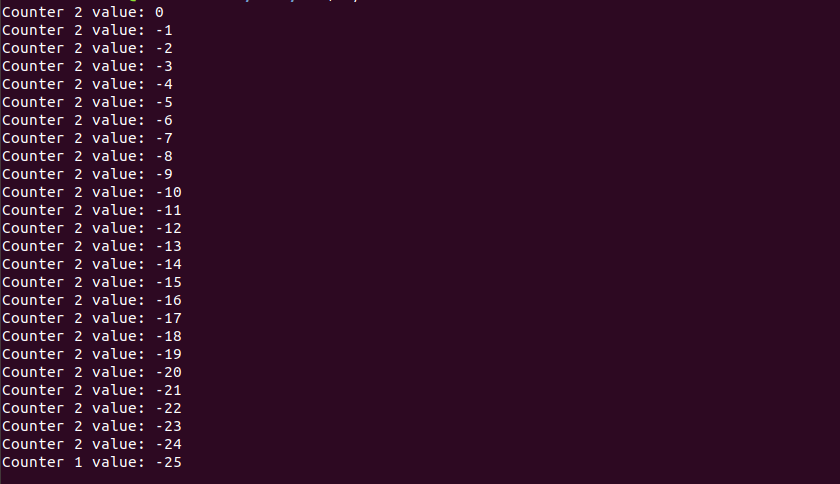 Counter 2 value: 0
Counter 2 value: -1
Counter 2 value: -2
Counter 2 value: -3
Counter 2 value: -4
Counter 2 value: -5
Counter 2 value: -6
Counter 2 value: -7
Counter 2 value: -8
Counter 2 value: -9
Counter 2 value: -10
Counter 2 value: -11
Counter 2 value: -12
Counter 2 value: -13
Counter 2 value: -14
Counter 2 value: -15
Counter 2 value: -16
Counter 2 value: -17
Counter 2 value: -18
Counter 2 value: -19
Counter 2 value: -20
Counter 2 value: -21
Counter 2 value: -22
Counter 2 value: -23
Counter 2 value: -24
Counter 1 value: -25